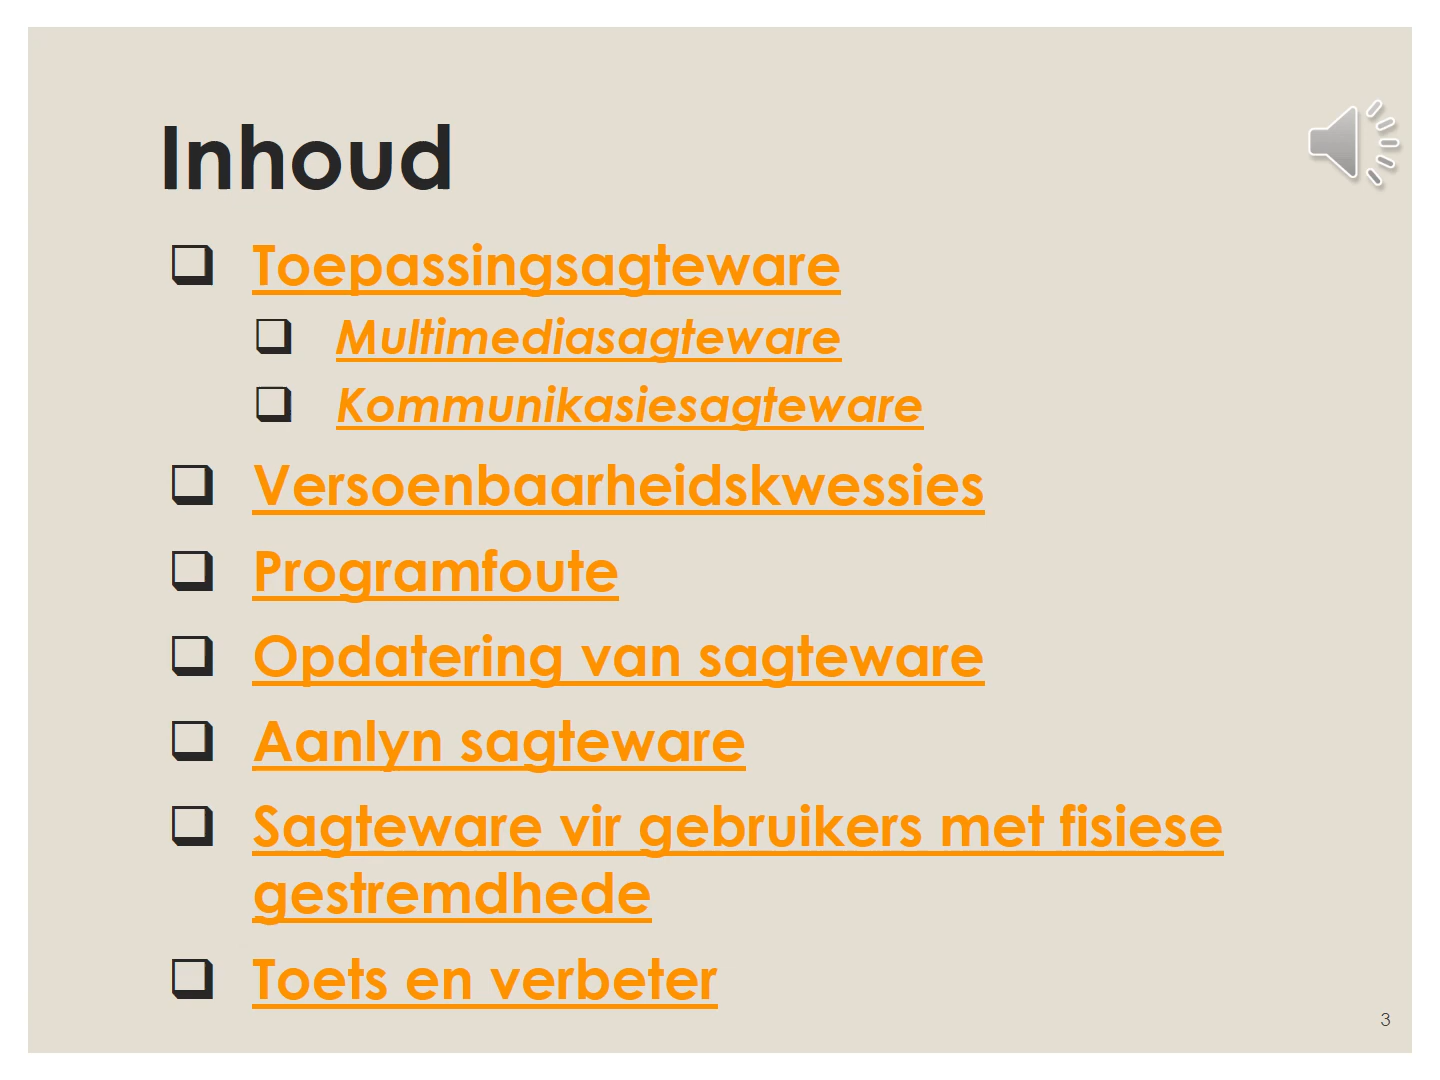 Inhoud
Toepassingsagteware
Multimediasagteware
Kommunikasiesagteware
Versoenbaarheidskwessies
Programfoute
Opdatering van sagteware
Aanlyn sagteware
Sagteware vir gebruikers met fisiese
gestremdhede
Toets en verbeter
3